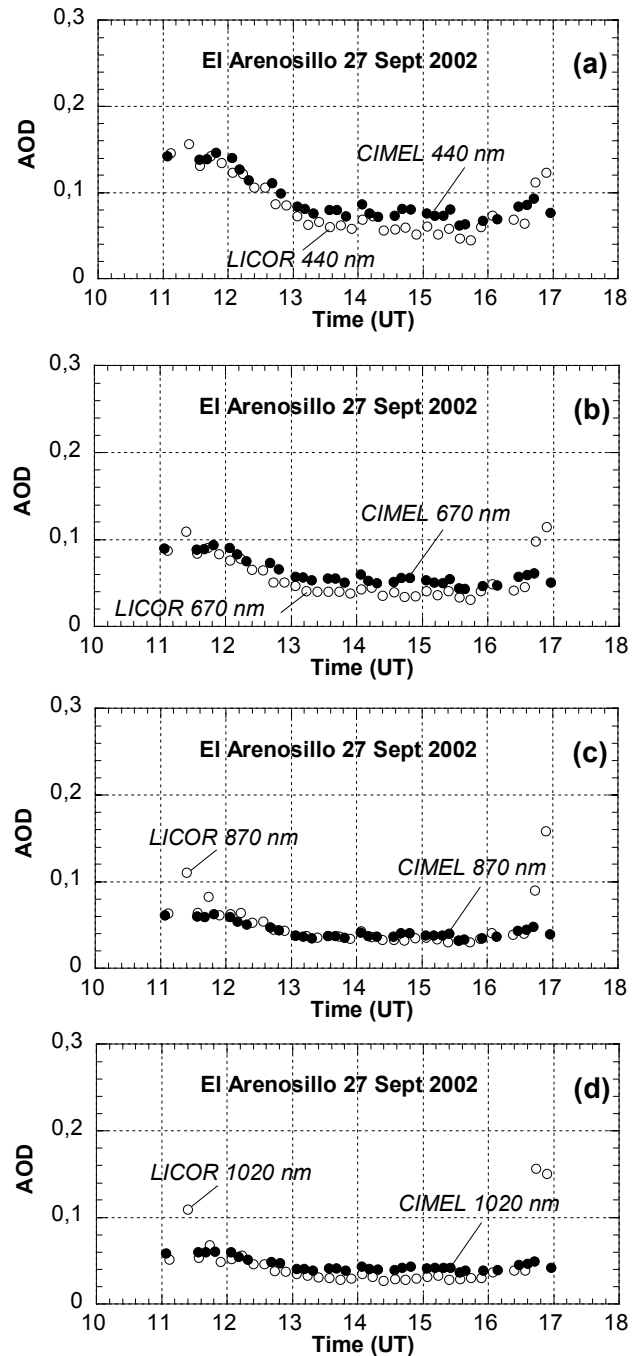 0,3
El Arenosillo 27 Sept 2002
(a)
0,2
AOD
CIMEL 440 nm
0,1
LICOR 440 nm
0
10 11 12 13 14 15 16 17 18
Time (UT)
0,3
El Arenosillo 27 Sept 2002
(b)
0,2
AOD
CIMEL 670 nm
0,1
LICOR 670 nm
0
10 11 12 13 14 15 16 17 18
Time (UT)
0,3
El Arenosillo 27 Sept 2002
(c)
0,2
AOD
LICOR 870 nm
CIMEL 870 nm
0,1
0
10 11 12 13 14 15 16 17 18
Time (UT)
0,3
El Arenosillo 27 Sept 2002
(d)
0,2
AOD
LICOR 1020 nm
CIMEL 1020 nm
0,1
0
10 11 12 13 14 15 16 17 18
Time (UT)